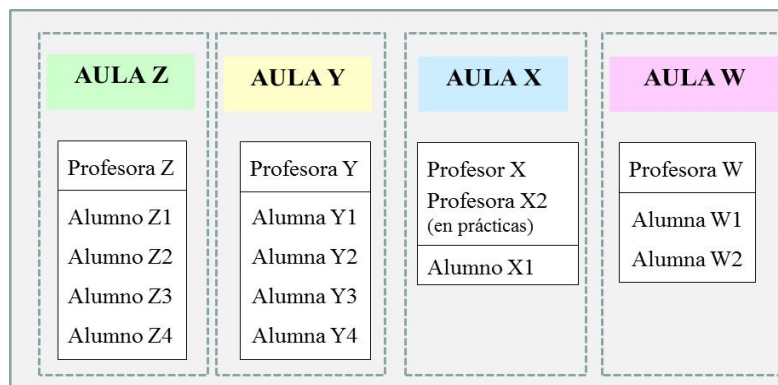 AULA Z
Profesora Z
Alumno Z1
Alumno Z2
Alumno Z3
Alumno Z4
AULA Y
Profesora Y
Alumna Y1
Alumna Y2
Alumna Y3
Alumna Y4
AULA X
Profesor X
Profesora X2
(en prácticas)
Alumno X1
AULA W
Profesora W
Alumna W1
Alumna W2